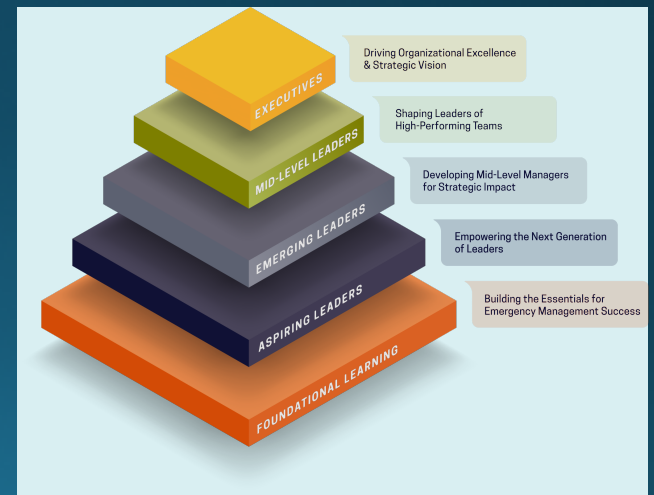 EXECUTIVES
Driving Organizational Excellence
& Strategic Vision
MID-LEVEL LEADERS
Shaping Leaders of
High-Performing Teams
EMERGING LEADERS
Developing Mid-Level Managers
for Strategic Impact
ASPIRING LEADERS
Empowering the Next Generation
of Leaders
FOUNDATIONAL LEARNING
Building the Essentials for
Emergency Management Success